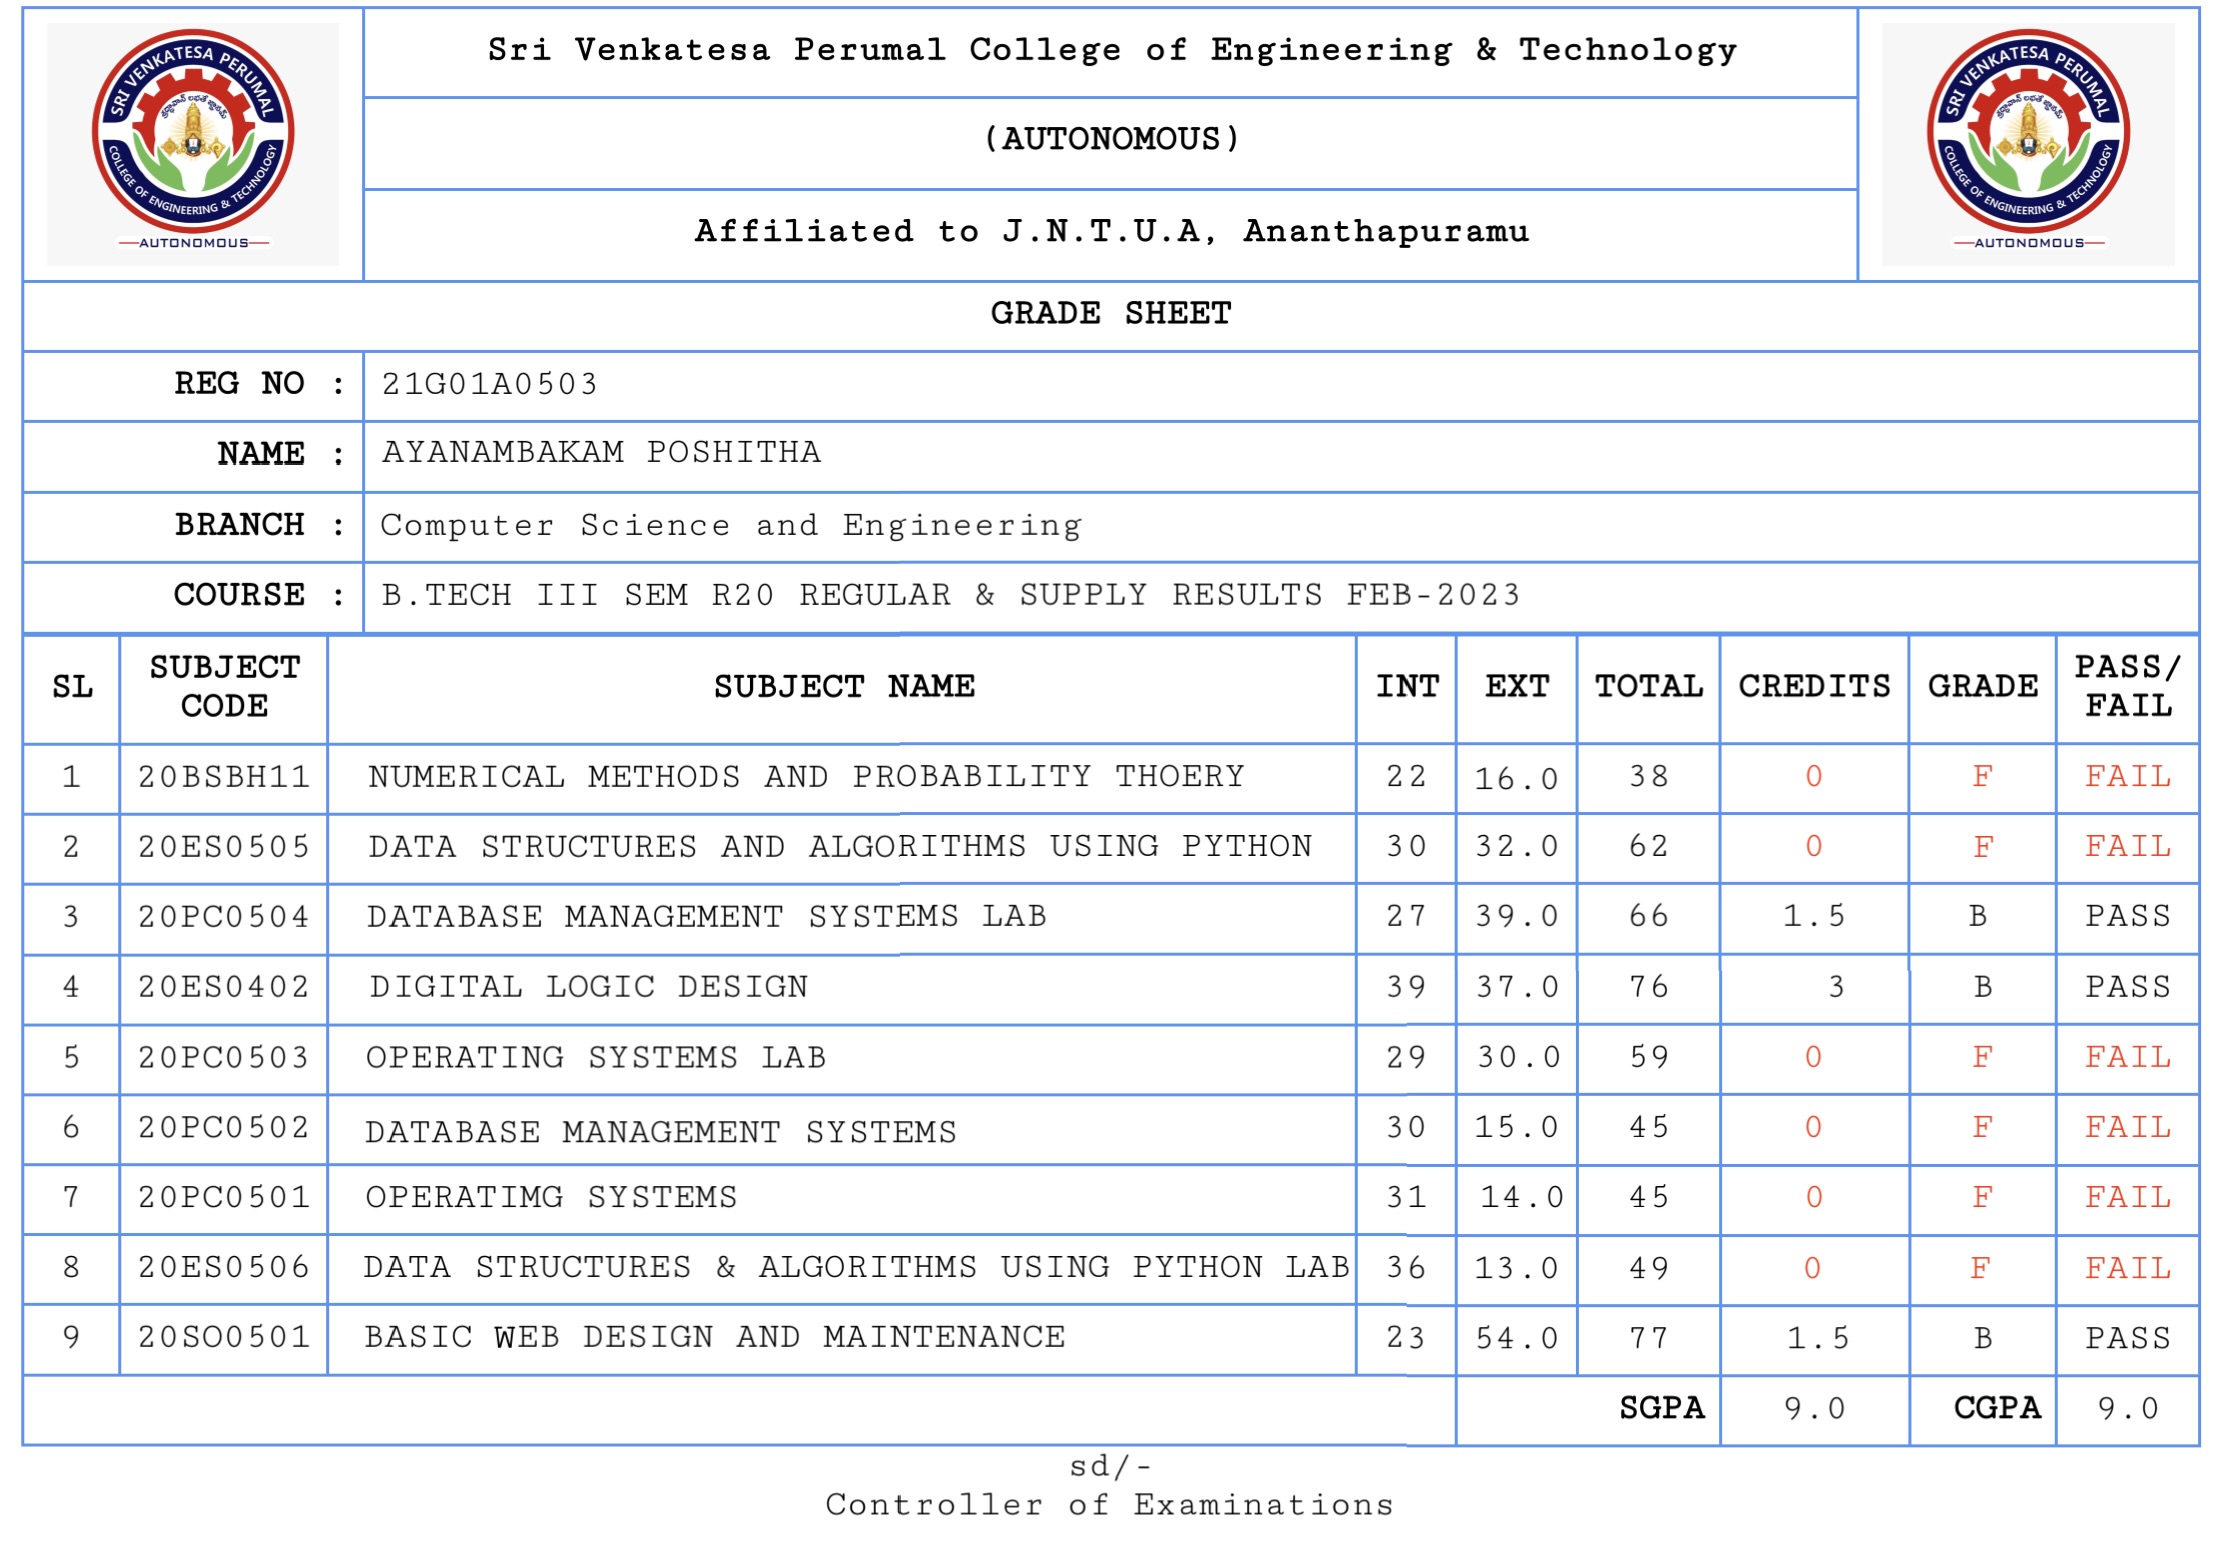 SRI VENKATESA PERUMAL
COLLEGE OF ENGINEERING & TECHNOLOGY
AUTONOMOUS
Sri Venkatesa Perumal College of Engineering & Technology
(AUTONOMOUS)
Affiliated to J.N.T.U.A, Ananthapuramu
SRI VENKATESA PERUMAL
COLLEGE OF ENGINEERING & TECHNOLOGY
AUTONOMOUS
GRADE SHEET
REG NO : 21G01A0503
NAME : AYANAMBAKAM POSHITHA
BRANCH : Computer Science and Engineering
COURSE : B.TECH III SEM R20 REGULAR & SUPPLY RESULTS FEB-2023
SL SUBJECT CODE SUBJECT NAME INT EXT TOTAL CREDITS GRADE PASS/ FAIL
1 20BSBH11 NUMERICAL METHODS AND PROBABILITY THOERY 22 16.0 38 0 F FAIL
2 20ES0505 DATA STRUCTURES AND ALGORITHMS USING PYTHON 30 32.0 62 0 F FAIL
3 20PC0504 DATABASE MANAGEMENT SYSTEMS LAB 27 39.0 66 1.5 B PASS
4 20ES0402 DIGITAL LOGIC DESIGN 39 37.0 76 3 B PASS
5 20PC0503 OPERATING SYSTEMS LAB 29 30.0 59 0 F FAIL
6 20PC0502 DATABASE MANAGEMENT SYSTEMS 30 15.0 45 0 F FAIL
7 20PC0501 OPERATIMG SYSTEMS 31 14.0 45 0 F FAIL
8 20ES0506 DATA STRUCTURES & ALGORITHMS USING PYTHON LAB 36 13.0 49 0 F FAIL
9 20SO0501 BASIC WEB DESIGN AND MAINTENANCE 23 54.0 77 1.5 B PASS
SGPA 9.0 CGPA 9.0
sd/-
Controller of Examinations